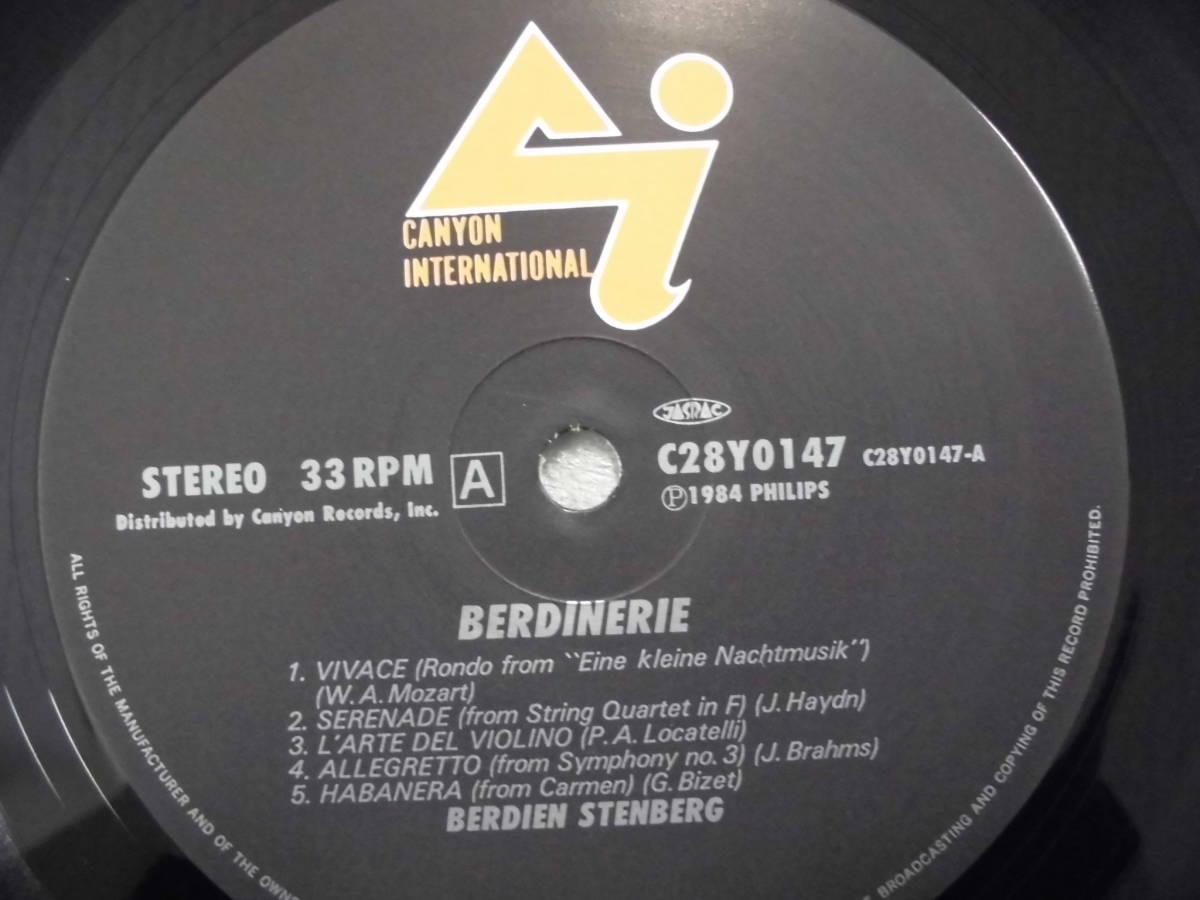 CANYON
INTERNATIONAL
JASRAC
STEREO 33 RPM
Distributed by Canyon Records, Inc.
A
C28Y0147 C28Y0147-A
Ⓟ1984 PHILIPS
BERDINERIE
1. VIVACE (Rondo from ``Eine kleine Nachtmusik'')
(W. A. Mozart)
2. SERENADE (from String Quartet in F) (J. Haydn)
3. L'ARTE DEL VIOLINO (P. A. Locatelli)
4. ALLEGRETTO (from Symphony no. 3) (J. Brahms)
5. HABANERA (from Carmen) (G. Bizet)
BERDIEN STENBERG
ALL RIGHTS OF THE MANUFACTURER AND OF THE
BROADCASTING AND COPYING OF THIS RECORD PROHIBITED.